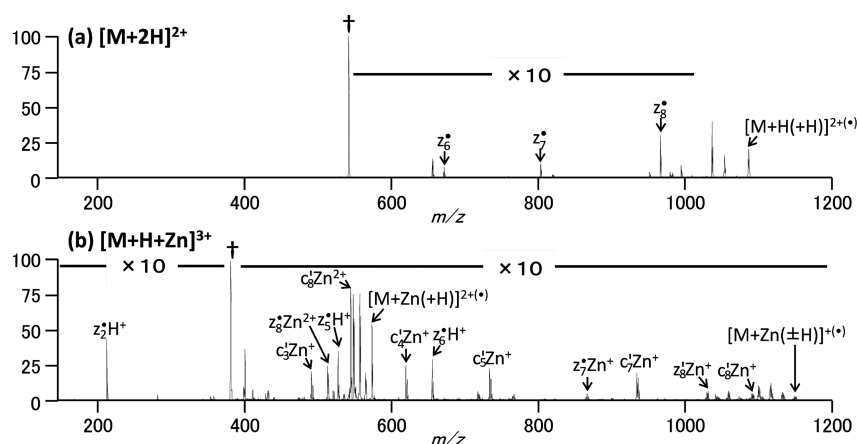 (a) [M+2H]²⁺
†
100
75
50
25
0
×10
z₆•
z₇•
z₈•
[M+H(+H)]²⁺⁽•⁾
200 400 600 800 1000 1200
m/z
(b) [M+H+Zn]³⁺
†
100
75
50
25
0
×10
×10
z₂•H⁺
c₃'Zn⁺
z₈•Zn²⁺
z₅•H⁺
c₈'Zn²⁺
[M+Zn(+H)]²⁺⁽•⁾
c₄'Zn⁺
z₆•H⁺
c₅'Zn⁺
z₇•Zn⁺
c₇'Zn⁺
z₈'Zn⁺
c₈'Zn⁺
[M+Zn(±H)]⁺⁽•⁾
200 400 600 800 1000 1200
m/z